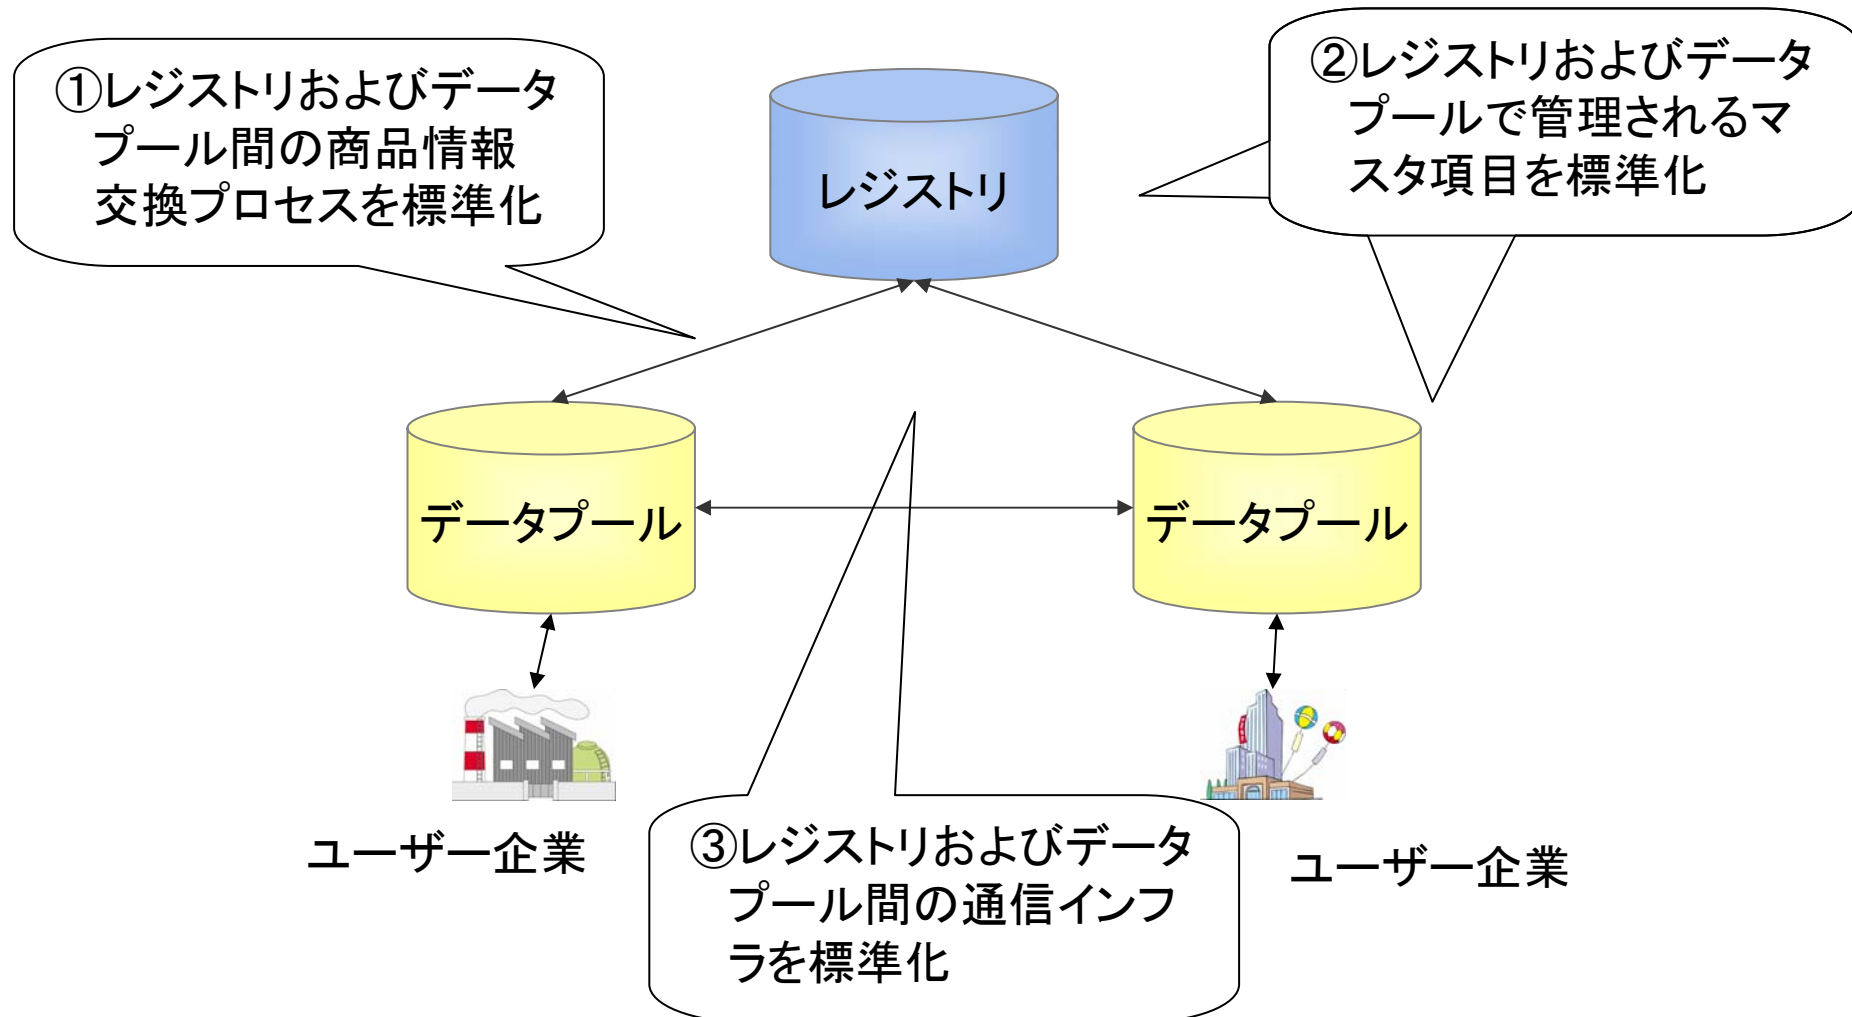 ①レジストリおよびデータ
プール間の商品情報
交換プロセスを標準化
②レジストリおよびデータ
プールで管理されるマ
スタ項目を標準化
レジストリ
データプール
データプール
ユーザー企業
③レジストリおよびデータ
プール間の通信インフ
ラを標準化
ユーザー企業